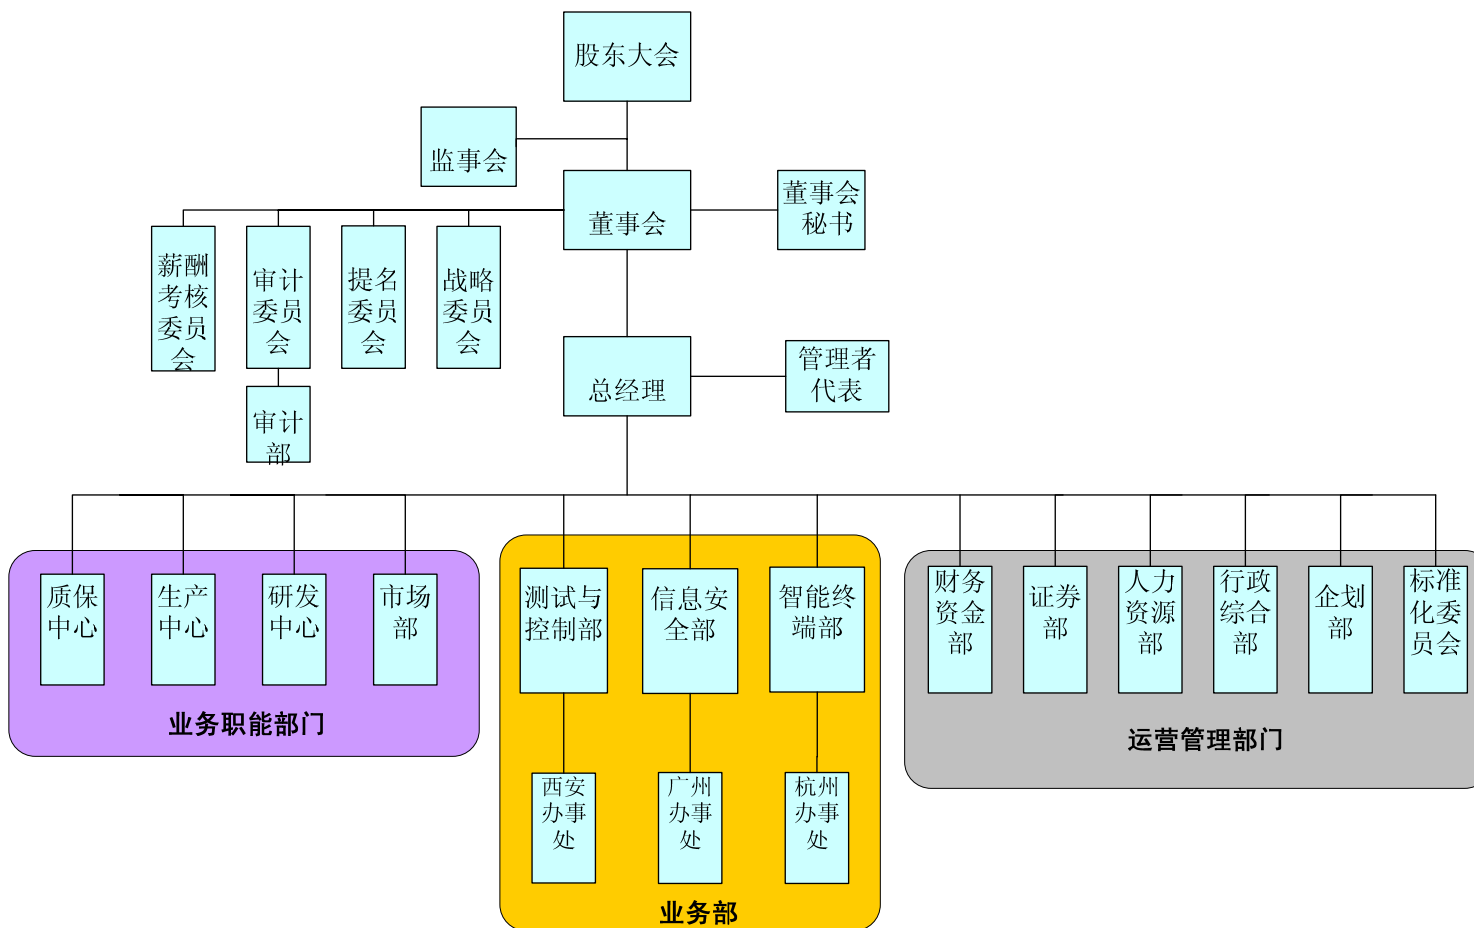 股东大会
监事会
董事会
董事会
秘书
薪酬
考核
委员
会
审计
委员
会
提名
委员
会
战略
委员
会
审计
部
总经理
管理者
代表
质保
中心
生产
中心
研发
中心
市场
部
业务职能部门
测试与
控制部
信息安
全部
智能终
端部
西安
办事
处
广州
办事
处
杭州
办事
处
业务部
财务
资金
部
证券
部
人力
资源
部
行政
综合
部
企划
部
标准
化委
员会
运营管理部门